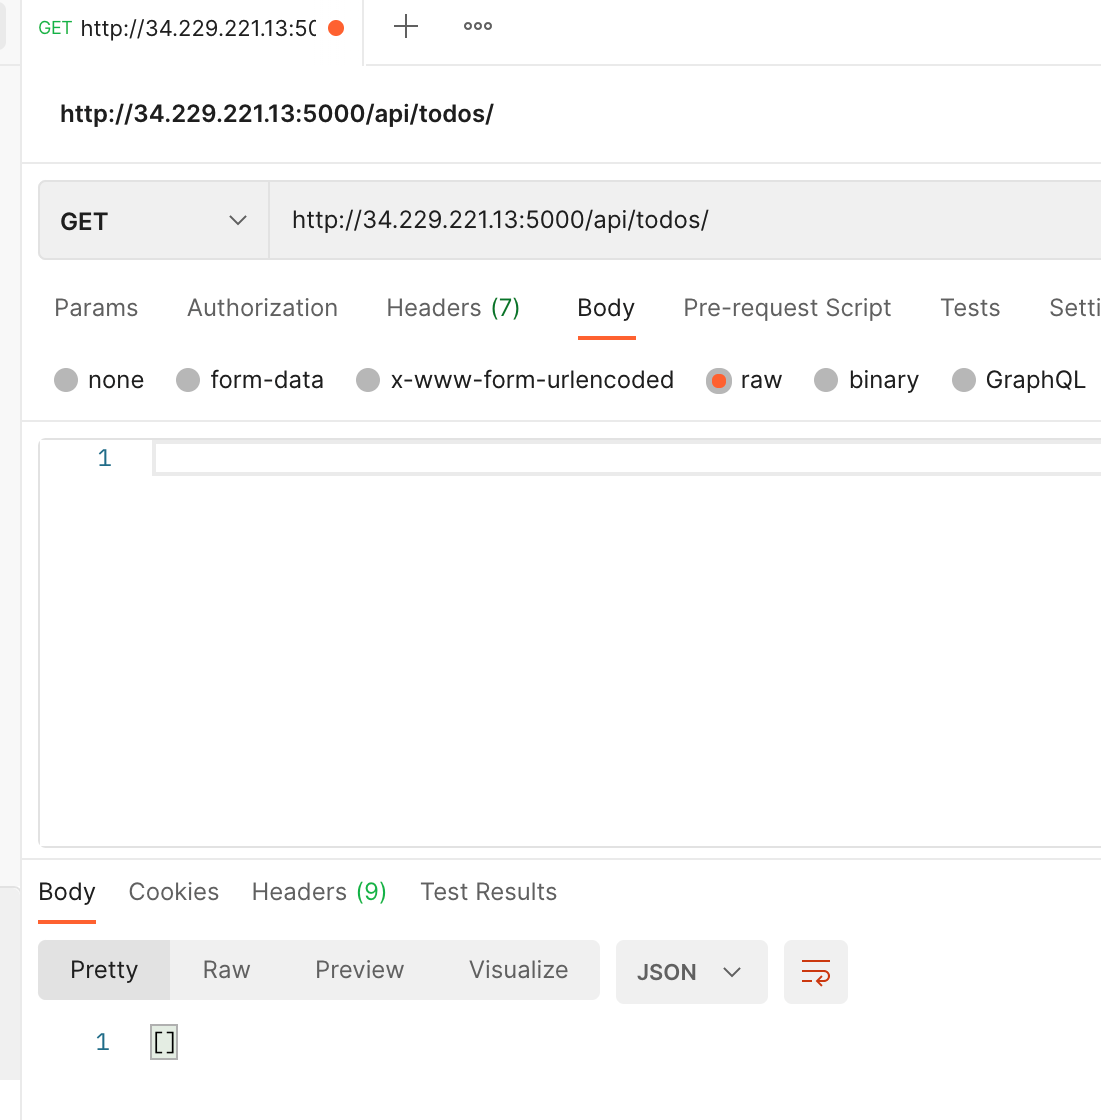 GET http://34.229.221.13:50
http://34.229.221.13:5000/api/todos/
GET http://34.229.221.13:5000/api/todos/
Params Authorization Headers (7) Body Pre-request Script Tests Setti
none form-data x-www-form-urlencoded raw binary GraphQL
1
Body Cookies Headers (9) Test Results
Pretty Raw Preview Visualize JSON
1 []